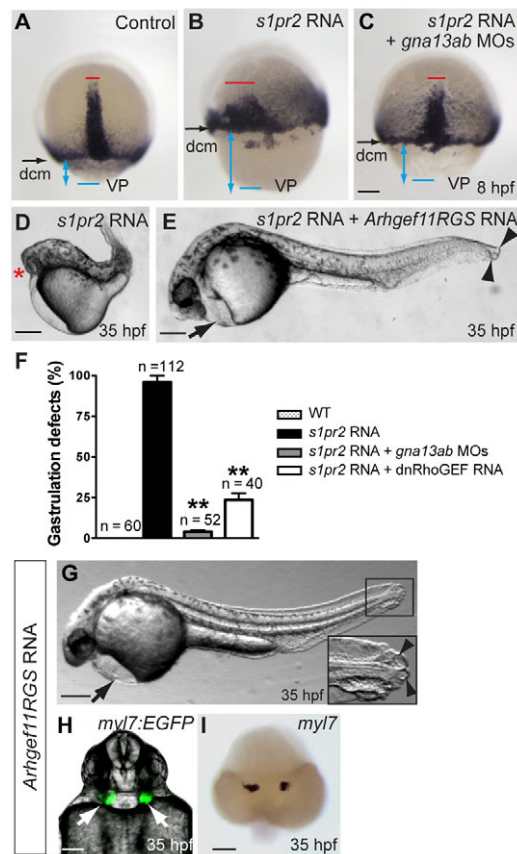 A Control
B s1pr2 RNA
C s1pr2 RNA
+ gna13ab MOs
dcm
VP
dcm
VP
dcm
VP
8 hpf
D s1pr2 RNA
*
35 hpf
E s1pr2 RNA + Arhgef11RGS RNA
35 hpf
F
Gastrulation defects (%)
100
75
50
25
0
n = 60
n =112
**
n = 52
**
n = 40
WT
s1pr2 RNA
s1pr2 RNA + gna13ab MOs
s1pr2 RNA + dnRhoGEF RNA
Arhgef11RGS RNA
G
35 hpf
H myl7:EGFP
35 hpf
I myl7
35 hpf